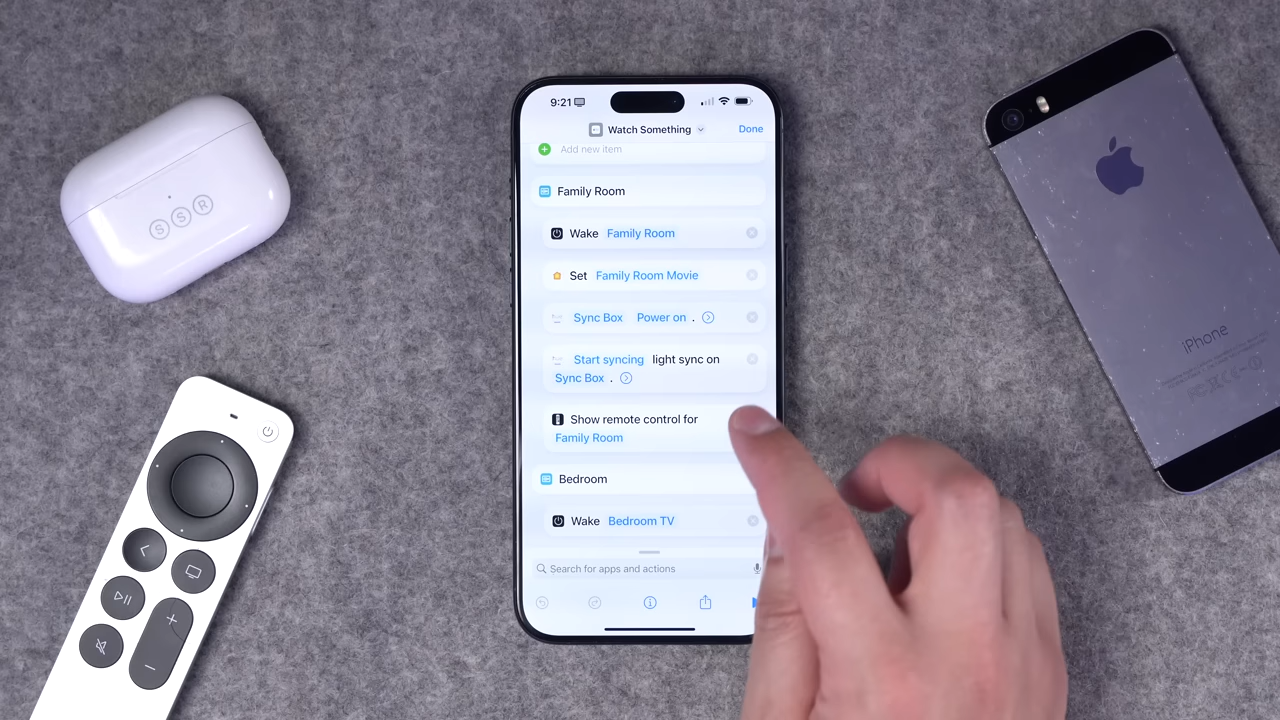 9:21
Watch Something
Done
Add new item
Family Room
Wake Family Room
Set Family Room Movie
Sync Box Power on .
Start syncing light sync on
Sync Box .
Show remote control for
Family Room
Bedroom
Wake Bedroom TV
Search for apps and actions
S S R
iPhone